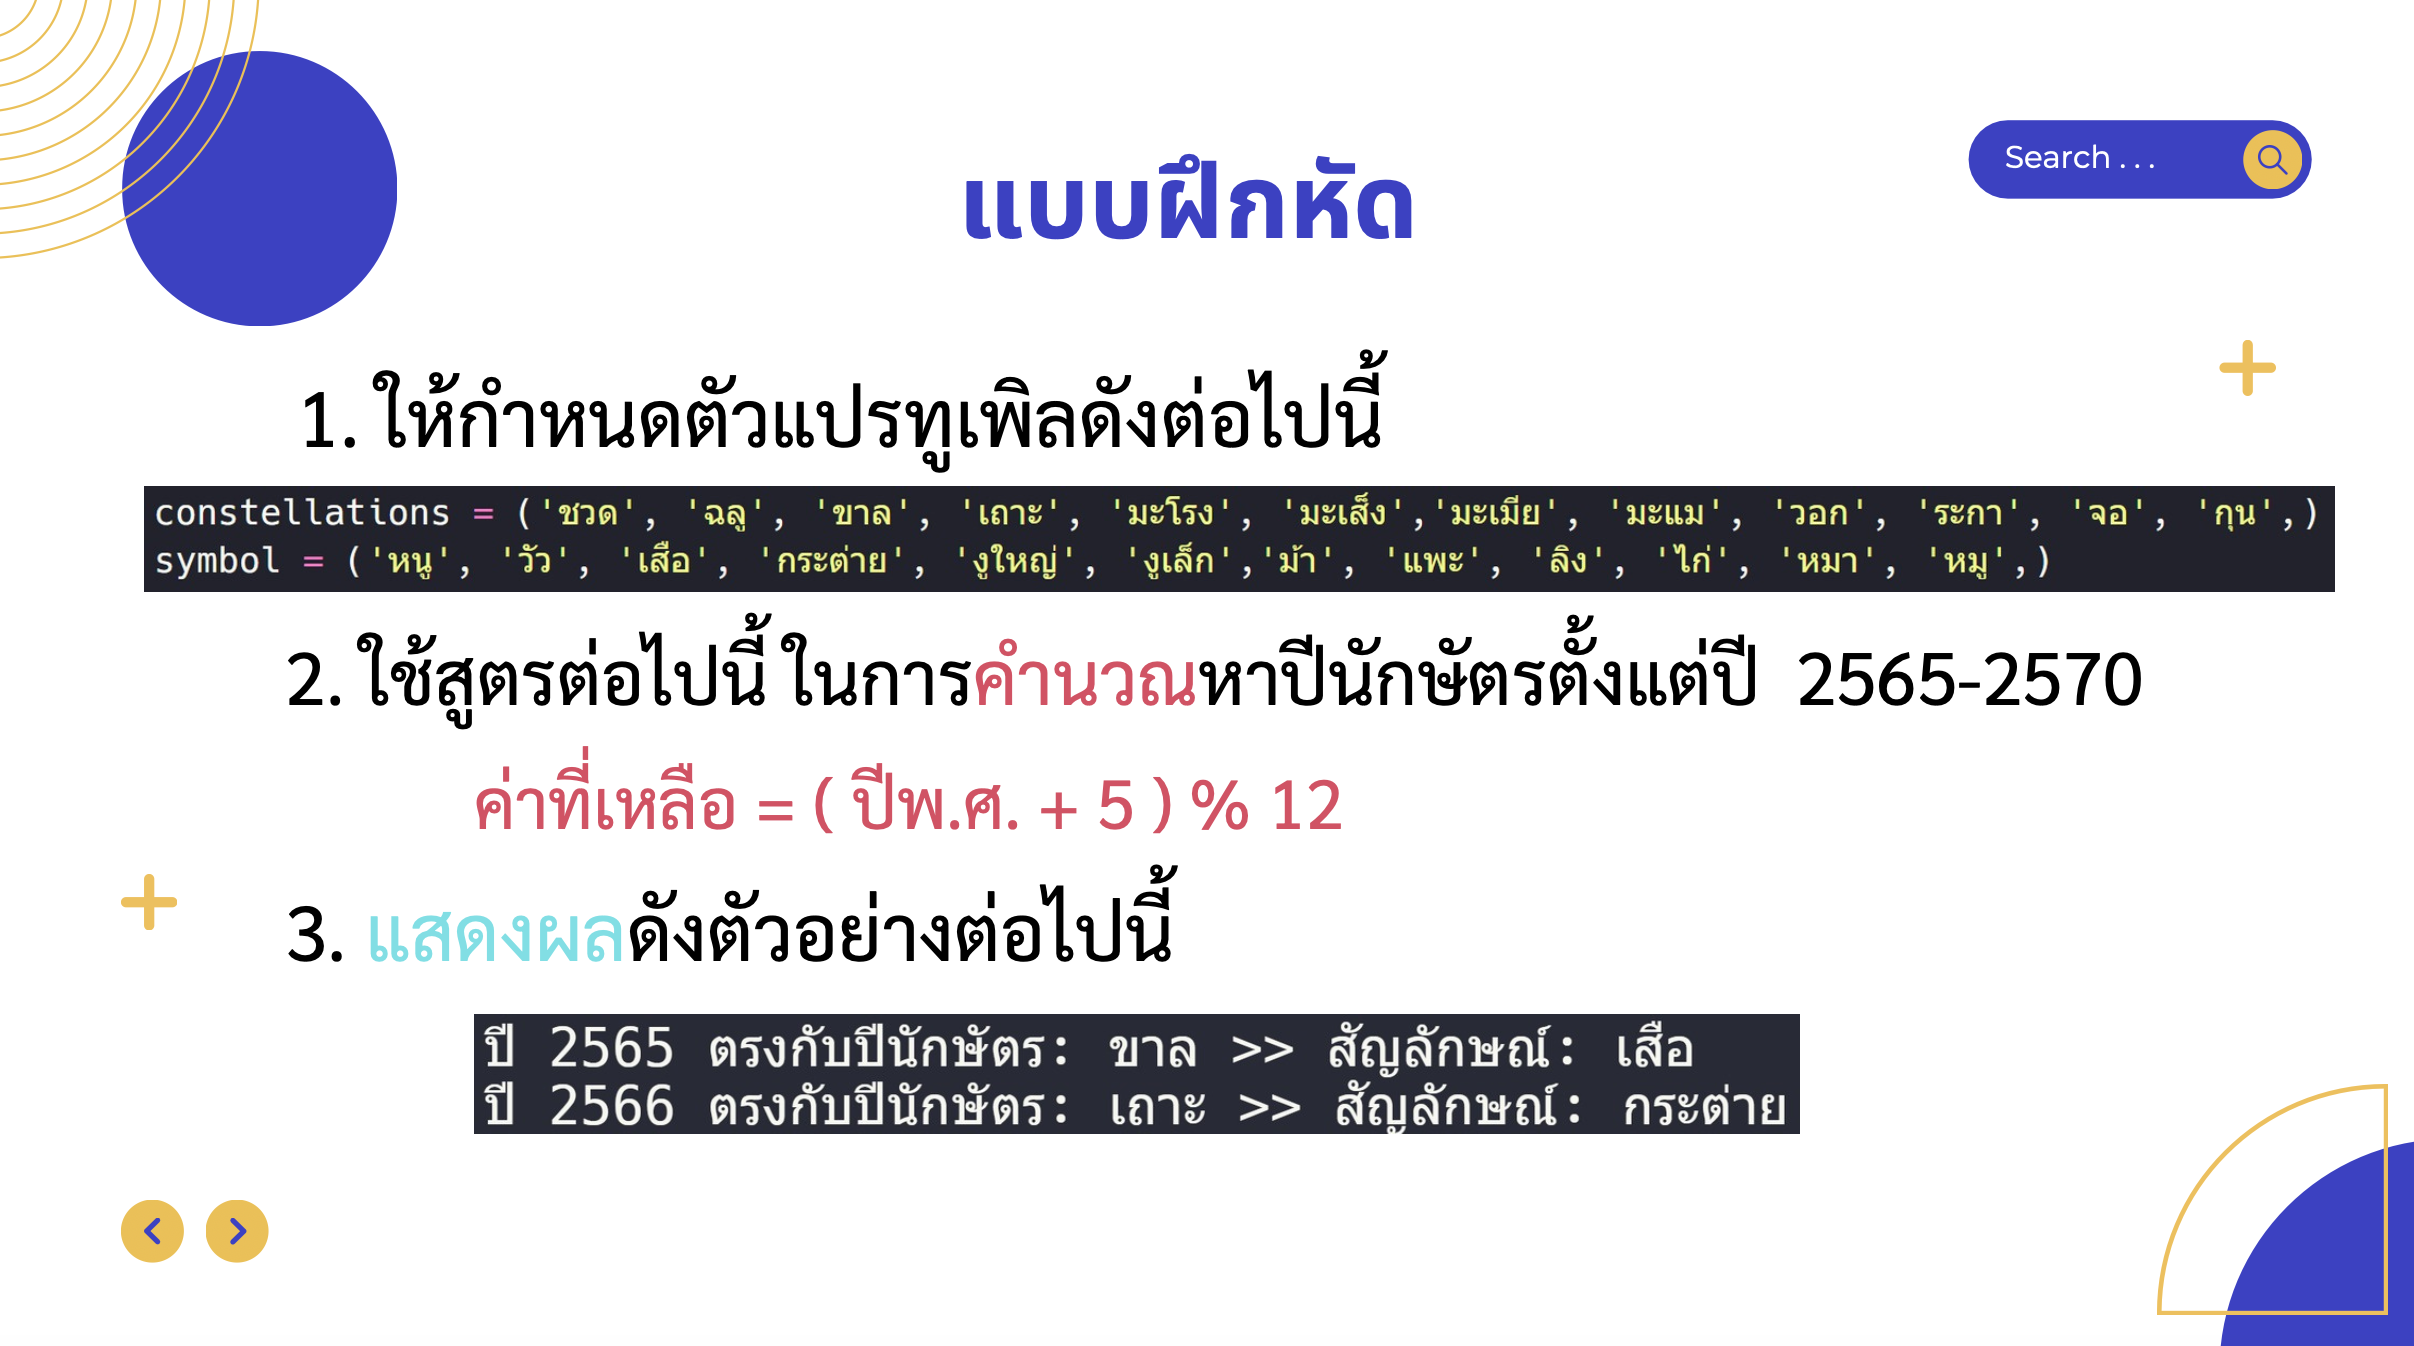 Search . . .
แบบฝึกหัด
1. ให้กำหนดตัวแปรทูเพิลดังต่อไปนี้
constellations = ('ชวด', 'ฉลู', 'ขาล', 'เถาะ', 'มะโรง', 'มะเส็ง','มะเมีย', 'มะแม', 'วอก', 'ระกา', 'จอ', 'กุน',)
symbol = ('หนู', 'วัว', 'เสือ', 'กระต่าย', 'งูใหญ่', 'งูเล็ก','ม้า', 'แพะ', 'ลิง', 'ไก่', 'หมา', 'หมู',)
2. ใช้สูตรต่อไปนี้ ในการคำนวณหาปีนักษัตรตั้งแต่ปี 2565-2570
ค่าที่เหลือ = ( ปีพ.ศ. + 5 ) % 12
3. แสดงผลดังตัวอย่างต่อไปนี้
ปี 2565 ตรงกับปีนักษัตร: ขาล >> สัญลักษณ์: เสือ
ปี 2566 ตรงกับปีนักษัตร: เถาะ >> สัญลักษณ์: กระต่าย